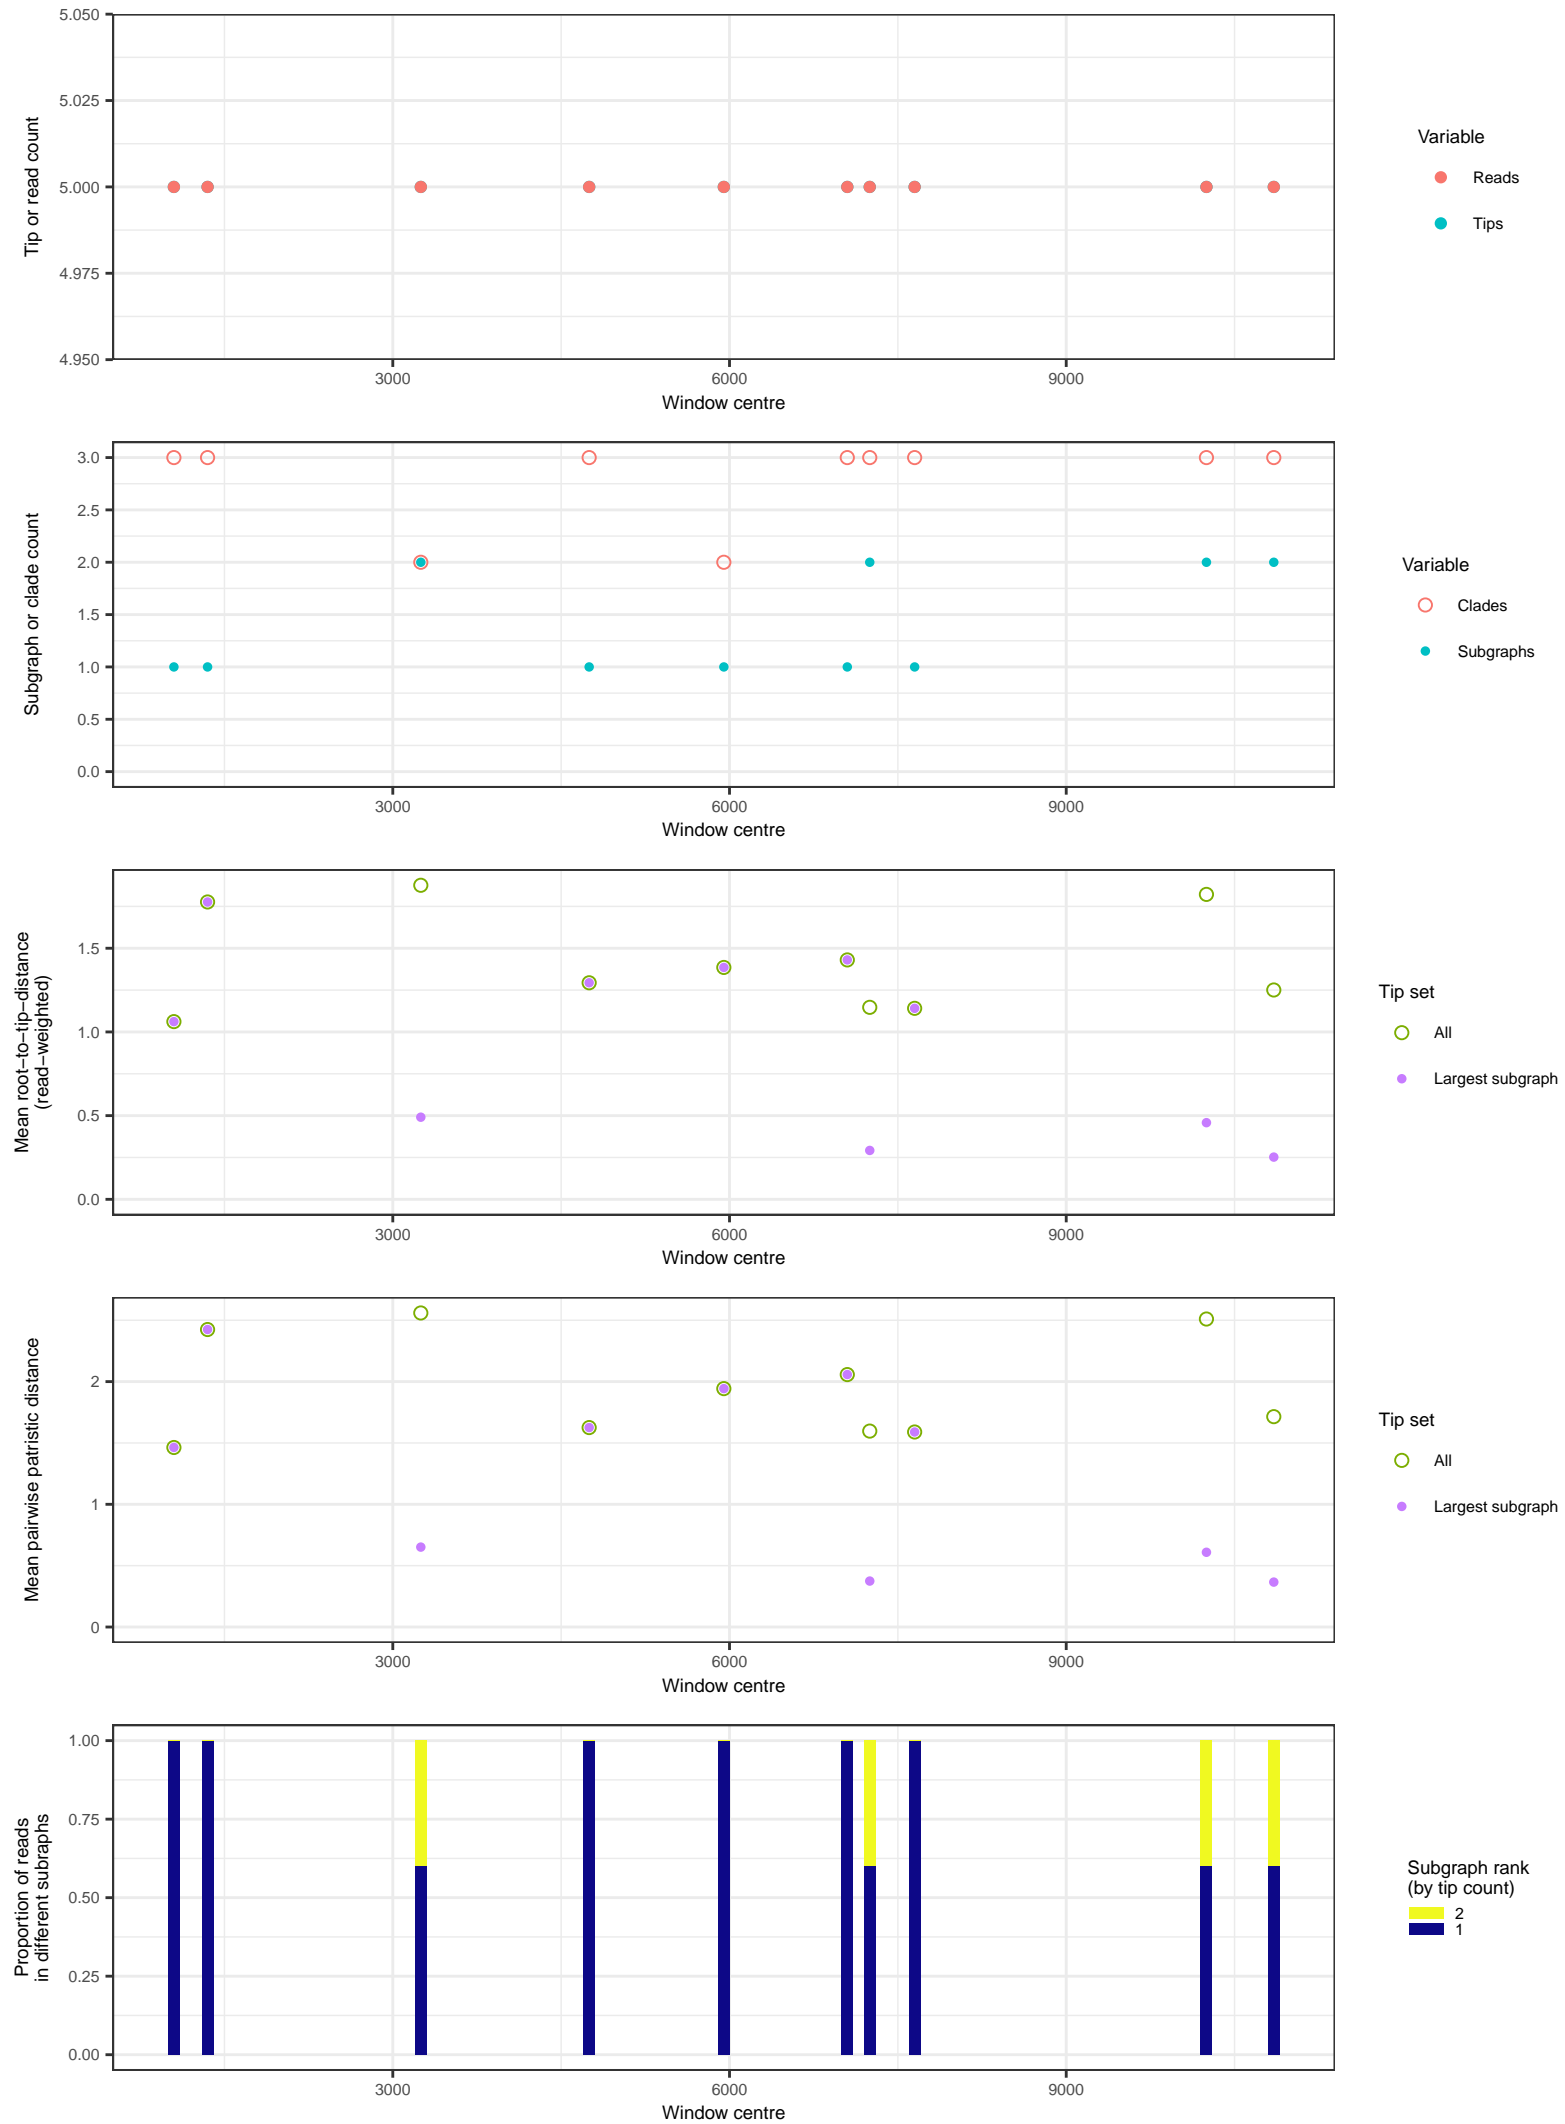 5.050
5.025
5.000
4.975
4.950
Tip or read count
3000
6000
9000
Window centre
Variable
Reads
Tips
3.0
2.5
2.0
1.5
1.0
0.5
0.0
Subgraph or clade count
3000
6000
9000
Window centre
Variable
Clades
Subgraphs
1.5
1.0
0.5
0.0
Mean root−to−tip−distance
(read−weighted)
3000
6000
9000
Window centre
Tip set
All
Largest subgraph
2
1
0
Mean pairwise patristic distance
3000
6000
9000
Window centre
Tip set
All
Largest subgraph
1.00
0.75
0.50
0.25
0.00
Proportion of reads
in different subraphs
3000
6000
9000
Window centre
Subgraph rank
(by tip count)
2
1